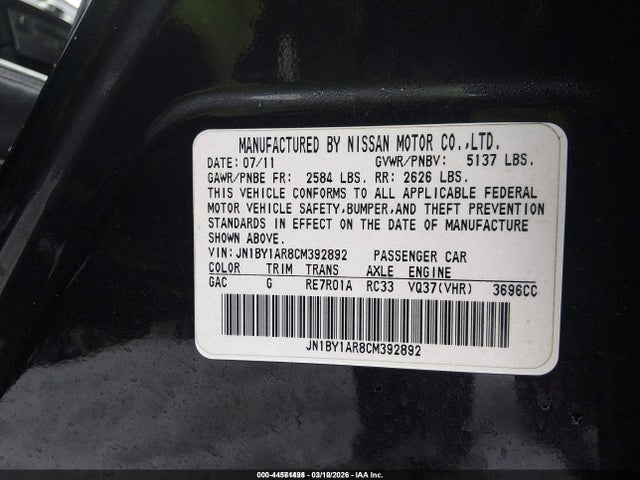 MANUFACTURED BY NISSAN MOTOR CO.,LTD.
DATE: 07/11 GVWR/PNBV: 5137 LBS.
GAWR/PNBE FR: 2584 LBS. RR: 2626 LBS.
THIS VEHICLE CONFORMS TO ALL APPLICABLE FEDERAL
MOTOR VEHICLE SAFETY,BUMPER,AND THEFT PREVENTION
STANDARDS IN EFFECT ON THE DATE OF MANUFACTURE
SHOWN ABOVE.
VIN: JN1BY1AR8CM392892 PASSENGER CAR
COLOR TRIM TRANS AXLE ENGINE
GAC G RE7R01A RC33 VQ37(VHR) 3696CC
JN1BY1AR8CM392892
000-44581498 - 03/19/2026 - IAA Inc.